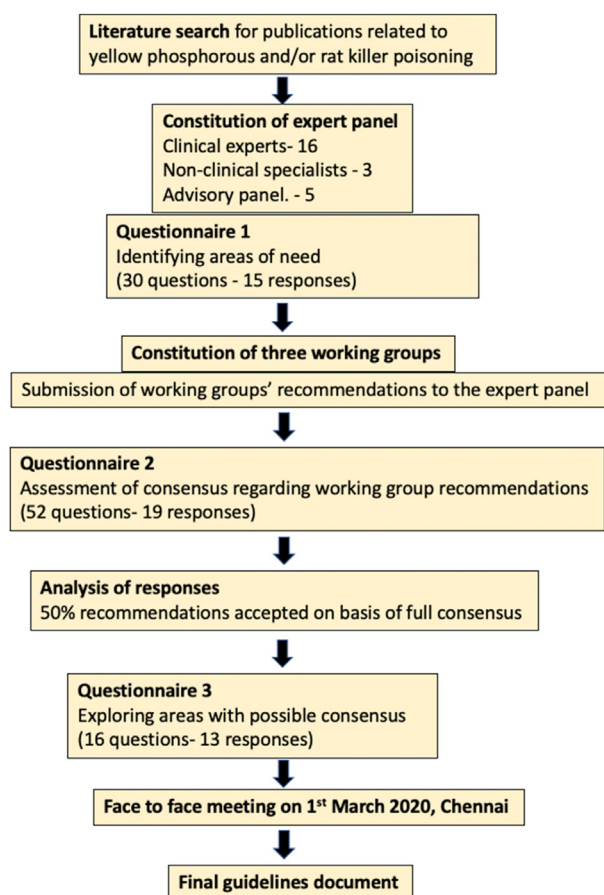 Literature search for publications related to
yellow phosphorous and/or rat killer poisoning
Constitution of expert panel
Clinical experts- 16
Non-clinical specialists - 3
Advisory panel. - 5
Questionnaire 1
Identifying areas of need
(30 questions - 15 responses)
Constitution of three working groups
Submission of working groups’ recommendations to the expert panel
Questionnaire 2
Assessment of consensus regarding working group recommendations
(52 questions- 19 responses)
Analysis of responses
50% recommendations accepted on basis of full consensus
Questionnaire 3
Exploring areas with possible consensus
(16 questions- 13 responses)
Face to face meeting on 1st March 2020, Chennai
Final guidelines document